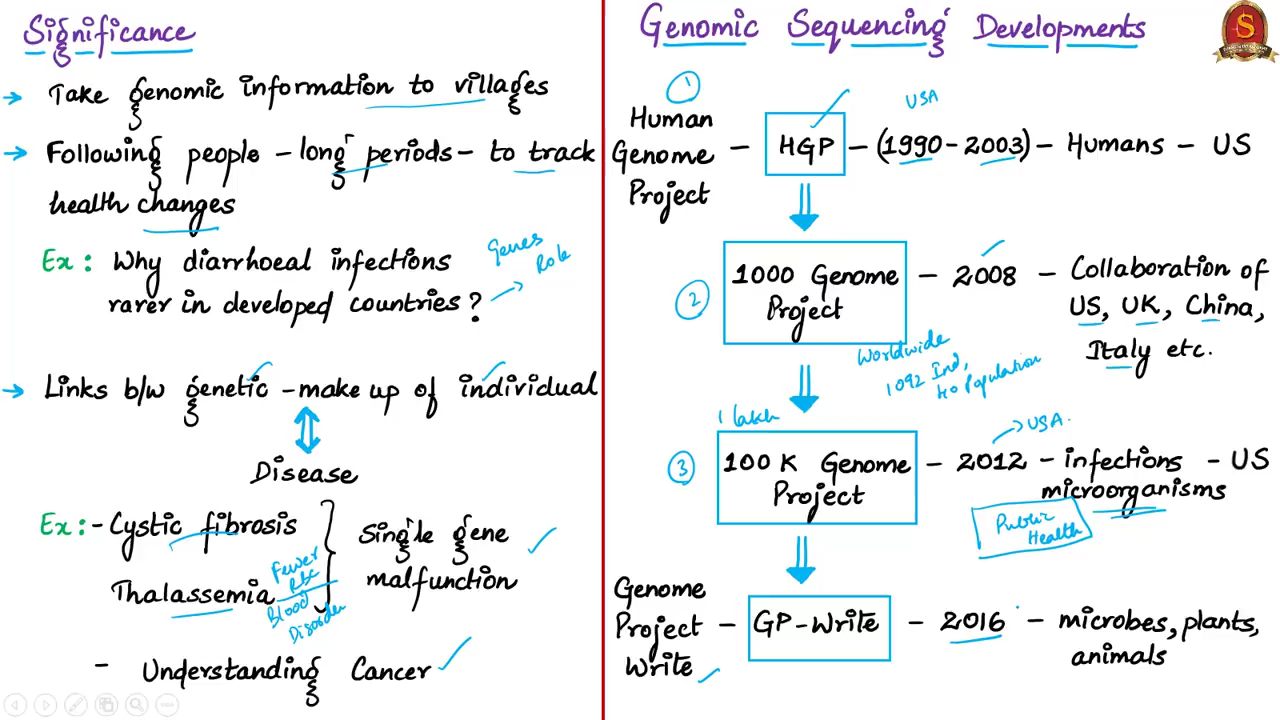 Significance
→ Take genomic information to villages
→ Following people – long periods – to track
health changes
Ex: Why diarrhoeal infections
rarer in developed countries?
Genes
Role
→ Links b/w genetic – make up of individual
Disease
Ex: - Cystic fibrosis
Thalassemia
Fewer
RBC
Blood
Disorder
Single gene
malfunction
- Understanding Cancer
Genomic Sequencing Developments
S
1
USA
Human
Genome
Project
– HGP – (1990 - 2003) – Humans – US
2
1000 Genome
Project
– 2008 – Collaboration of
US, UK, China,
Italy etc.
Worldwide
1092 Ind,
Population
1 lakh
→ USA.
3
100 K Genome
Project
– 2012 – infections – US
microorganisms
Public
Health
Genome
Project
Write
– GP-Write – 2016 – microbes, plants,
animals